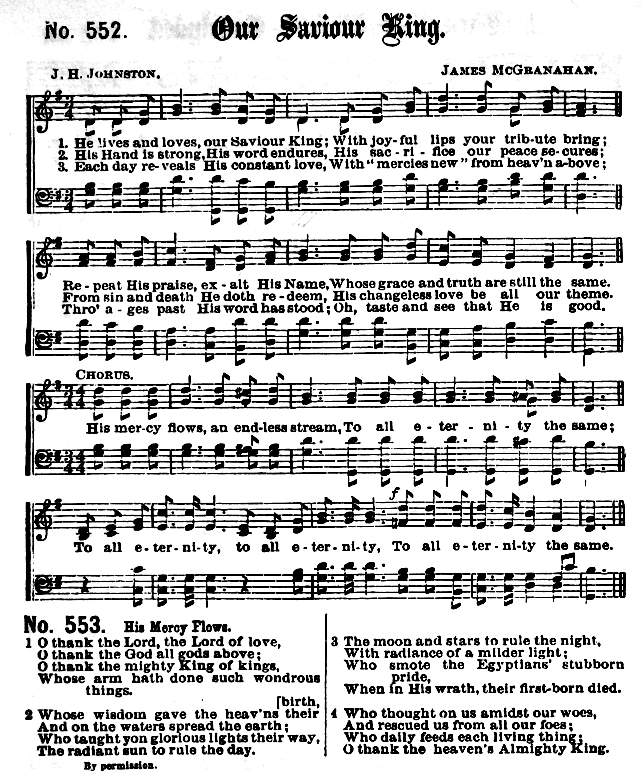 No. 552. Our Saviour King.
J. H. JOHNSTON. JAMES MCGRANAHAN.
1. He lives and loves, our Saviour King; With joy-ful lips your trib-ute bring;
2. His Hand is strong, His word endures, His sac-ri-fice our peace se-cures;
3. Each day re-veals His constant love, With "mercies new" from heav'n a-bove;
Re-peat His praise, ex-alt His Name, Whose grace and truth are still the same.
From sin and death He doth re-deem, His changeless love be all our theme.
Thro' a-ges past His word has stood; Oh, taste and see that He is good.
CHORUS.
His mer-cy flows, an end-less stream, To all e-ter-ni-ty the same;
f
To all e-ter-ni-ty, to all e-ter-ni-ty, To all e-ter-ni-ty the same.
No. 553. His Mercy Flows.
1 O thank the Lord, the Lord of love,
O thank the God all gods above;
O thank the mighty King of kings,
Whose arm hath done such wondrous
things.
[birth,
2 Whose wisdom gave the heav'ns their
And on the waters spread the earth;
Who taught yon glorious lights their way,
The radiant sun to rule the day.
By permission.
3 The moon and stars to rule the night,
With radiance of a milder light;
Who smote the Egyptians' stubborn
pride,
When in His wrath, their first-born died.
4 Who thought on us amidst our woes,
And rescued us from all our foes;
Who daily feeds each living thing;
O thank the heaven's Almighty King.